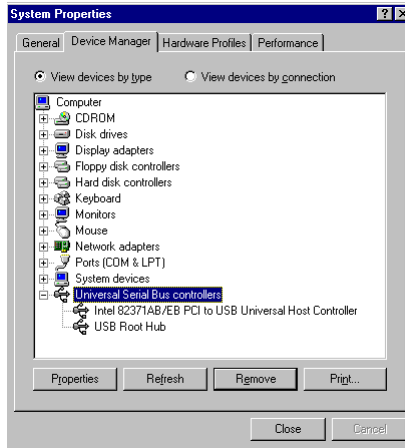 System Properties
General Device Manager Hardware Profiles Performance
View devices by type View devices by connection
Computer
CDROM
Disk drives
Display adapters
Floppy disk controllers
Hard disk controllers
Keyboard
Monitors
Mouse
Network adapters
Ports (COM & LPT)
System devices
Universal Serial Bus controllers
Intel 82371AB/EB PCI to USB Universal Host Controller
USB Root Hub
Properties Refresh Remove Print...
Close Cancel